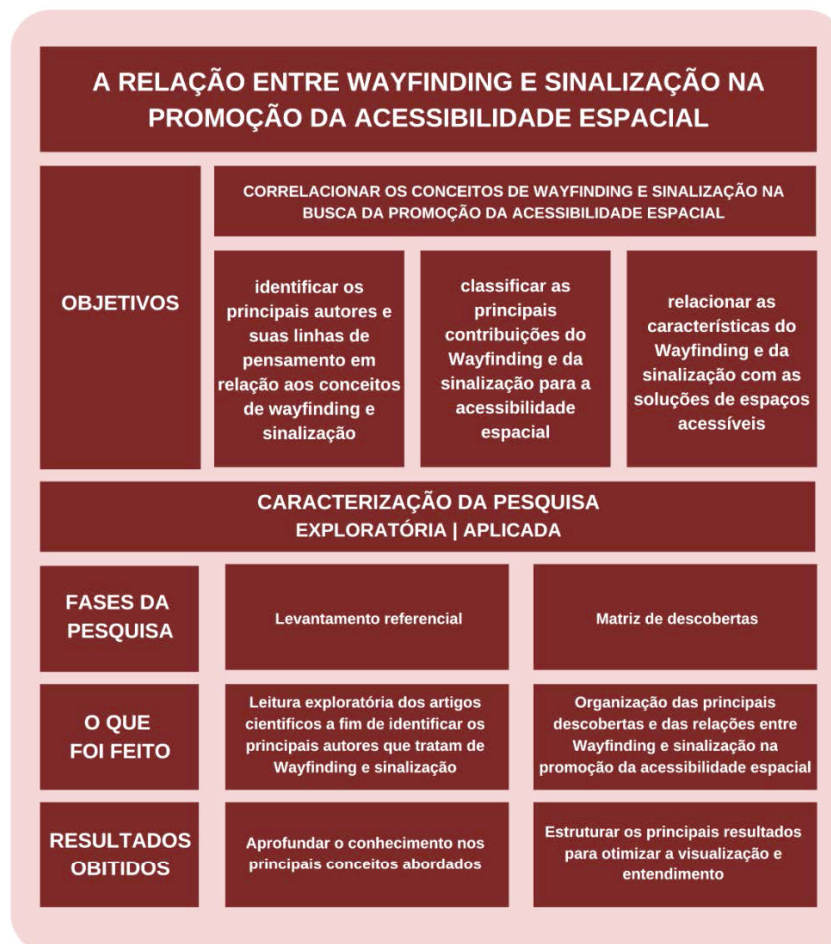 A RELAÇÃO ENTRE WAYFINDING E SINALIZAÇÃO NA
PROMOÇÃO DA ACESSIBILIDADE ESPACIAL
OBJETIVOS
CORRELACIONAR OS CONCEITOS DE WAYFINDING E SINALIZAÇÃO NA
BUSCA DA PROMOÇÃO DA ACESSIBILIDADE ESPACIAL
identificar os
principais autores e
suas linhas de
pensamento em
relação aos conceitos
de wayfinding e
sinalização
classificar as
principais
contribuições do
Wayfinding e da
sinalização para a
acessibilidade
espacial
relacionar as
características do
Wayfinding e da
sinalização com as
soluções de espaços
acessíveis
CARACTERIZAÇÃO DA PESQUISA
EXPLORATÓRIA | APLICADA
FASES DA
PESQUISA
Levantamento referencial
Matriz de descobertas
O QUE
FOI FEITO
Leitura exploratória dos artigos
cientificos a fim de identificar os
principais autores que tratam de
Wayfinding e sinalização
Organização das principais
descobertas e das relações entre
Wayfinding e sinalização na
promoção da acessibilidade espacial
RESULTADOS
OBITIDOS
Aprofundar o conhecimento nos
principais conceitos abordados
Estruturar os principais resultados
para otimizar a visualização e
entendimento